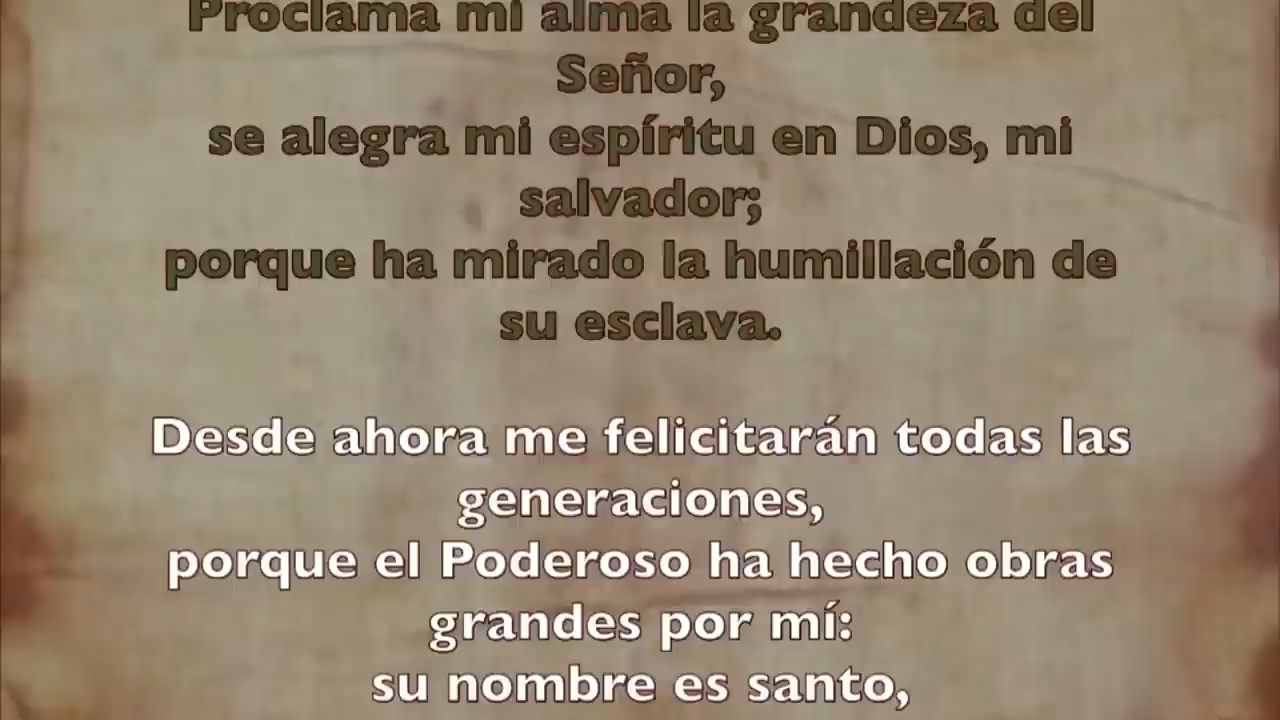 Proclama mi alma la grandeza del
Señor,
se alegra mi espíritu en Dios, mi
salvador;
porque ha mirado la humillación de
su esclava.
Desde ahora me felicitarán todas las
generaciones,
porque el Poderoso ha hecho obras
grandes por mí:
su nombre es santo,